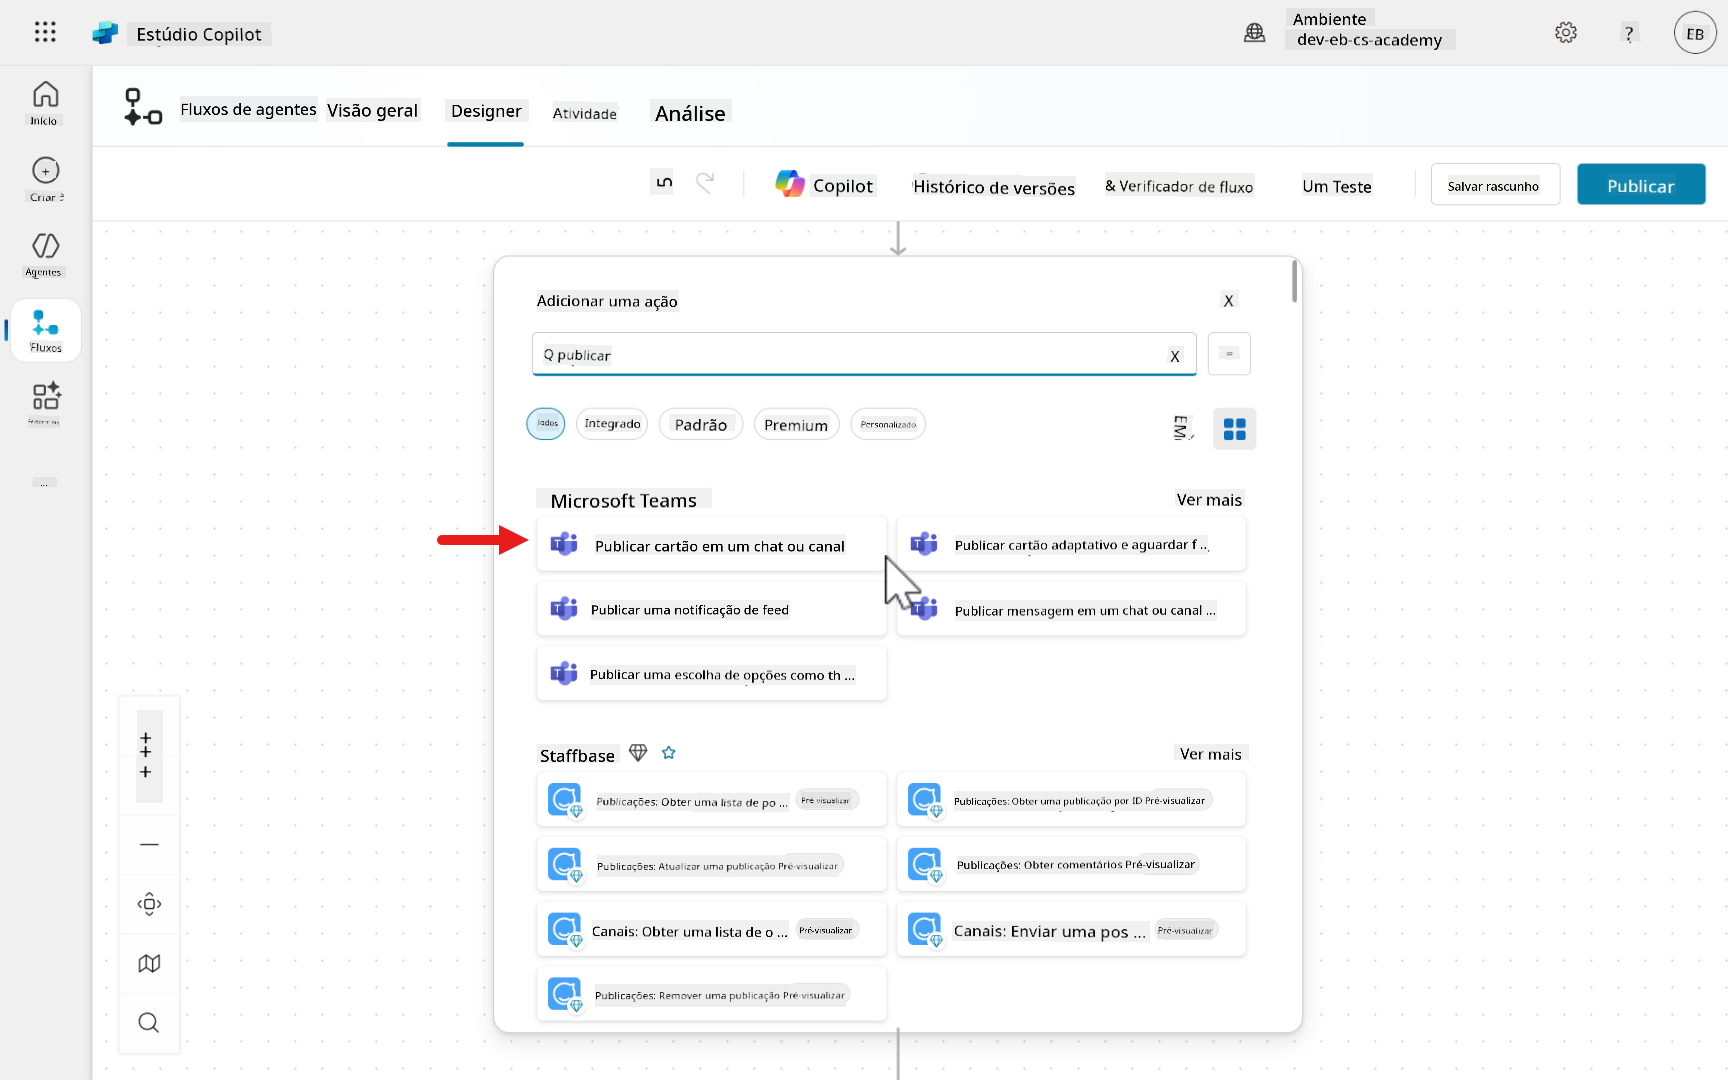 Estúdio Copilot
Ambiente
dev-eb-cs-academy
?
EB
Início
Criar
Agentes
Fluxos
...
Fluxos de agentes
Visão geral
Designer
Atividade
Análise
Copilot
Histórico de versões
& Verificador de fluxo
Um Teste
Salvar rascunho
Publicar
Adicionar uma ação
X
Q publicar
X
Todos
Integrado
Padrão
Premium
Personalizado
EM
Microsoft Teams
Ver mais
Publicar cartão em um chat ou canal
Publicar cartão adaptativo e aguardar f ...
Publicar uma notificação de feed
Publicar mensagem em um chat ou canal ...
Publicar uma escolha de opções como th ...
Staffbase
Ver mais
Publicações: Obter uma lista de po ... Pré-visualizar
Publicações: Obter uma publicação por ID Pré-visualizar
Publicações: Atualizar uma publicação Pré-visualizar
Publicações: Obter comentários Pré-visualizar
Canais: Obter uma lista de o ... Pré-visualizar
Canais: Enviar uma pos ... Pré-visualizar
Publicações: Remover uma publicação Pré-visualizar